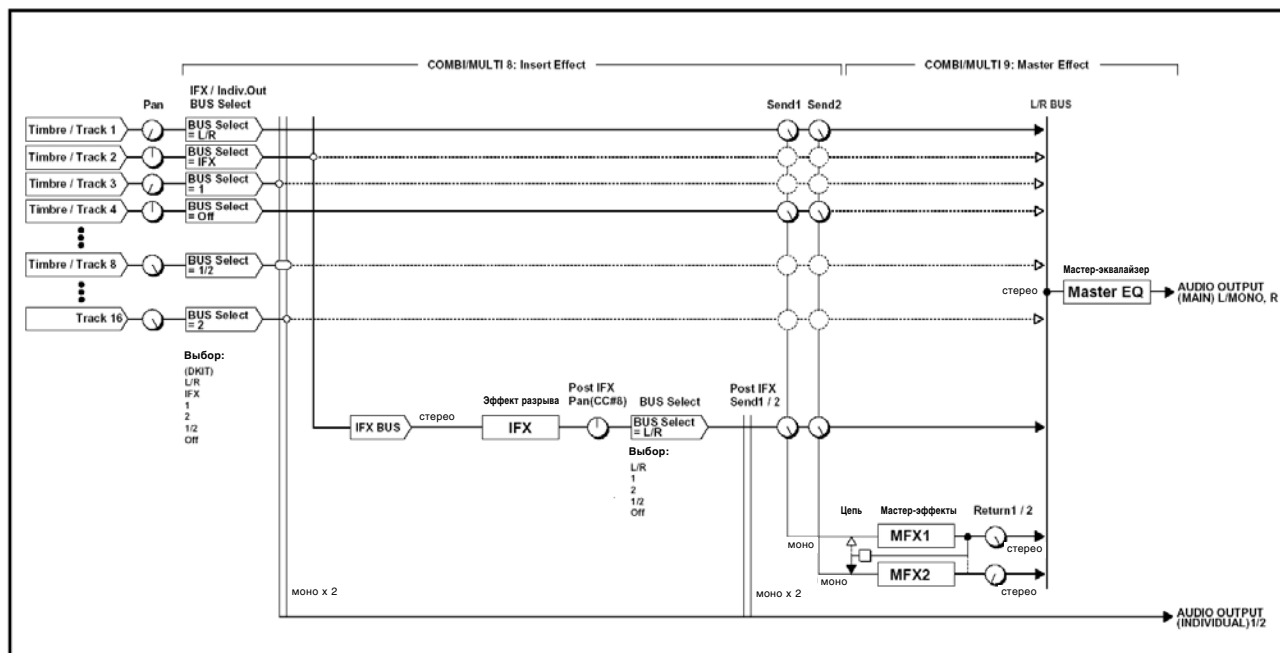 COMBI/MULTI 8: Insert Effect
COMBI/MULTI 9: Master Effect
IFX / Indiv.Out
BUS Select
Pan
Send1
Send2
L/R BUS
Timbre / Track 1
BUS Select
= L/R
Timbre / Track 2
BUS Select
= IFX
Timbre / Track 3
BUS Select
= 1
Timbre / Track 4
BUS Select
= Off
Timbre / Track 8
BUS Select
= 1/2
Track 16
BUS Select
= 2
стерео
Мастер-эквалайзер
Master EQ
AUDIO OUTPUT
(MAIN) L/MONO, R
Выбор:
(DKIT)
L/R
IFX
1
2
1/2
Off
IFX BUS
стерео
Эффект разрыва
IFX
Post IFX
Pan(CC#8)
BUS Select
BUS Select
= L/R
Выбор:
L/R
1
2
1/2
Off
Post IFX
Send1 / 2
Цепь
Мастер-эффекты
Return1 / 2
моно
MFX1
стерео
моно
MFX2
стерео
моно x 2
моно x 2
AUDIO OUTPUT
(INDIVIDUAL)1/2